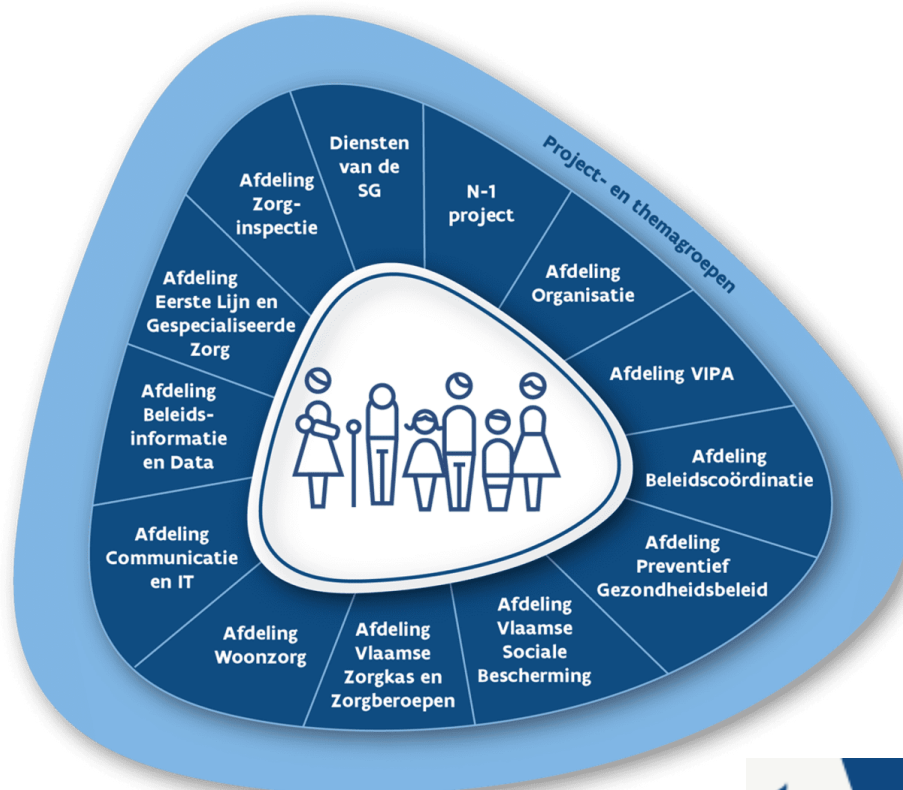 Project- en themagroepen
Diensten
van de
SG
N-1
project
Afdeling
Organisatie
Afdeling VIPA
Afdeling
Beleidscoördinatie
Afdeling
Preventief
Gezondheidsbeleid
Afdeling
Vlaamse
Sociale
Bescherming
Afdeling
Vlaamse
Zorgkas en
Zorgberoepen
Afdeling
Woonzorg
Afdeling
Communicatie
en IT
Afdeling
Beleids-
informatie
en Data
Afdeling
Eerste Lijn en
Gespecialiseerde
Zorg
Afdeling
Zorg-
inspectie